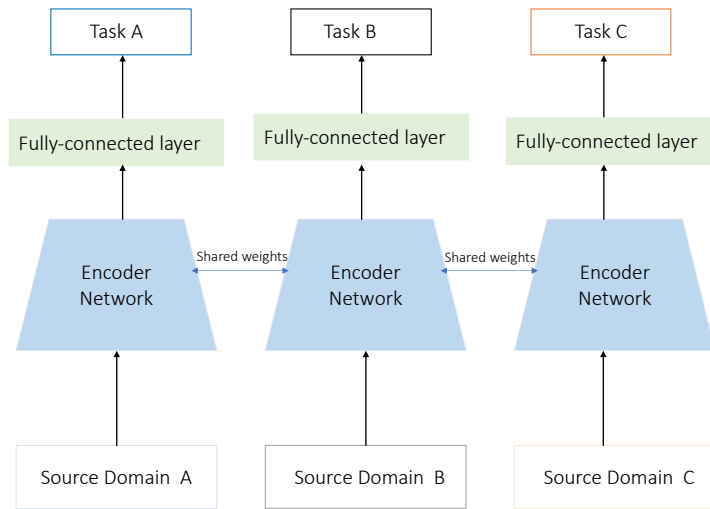 Task A
Task B
Task C
Fully-connected layer
Fully-connected layer
Fully-connected layer
Encoder
Network
Shared weights
Encoder
Network
Shared weights
Encoder
Network
Source Domain A
Source Domain B
Source Domain C